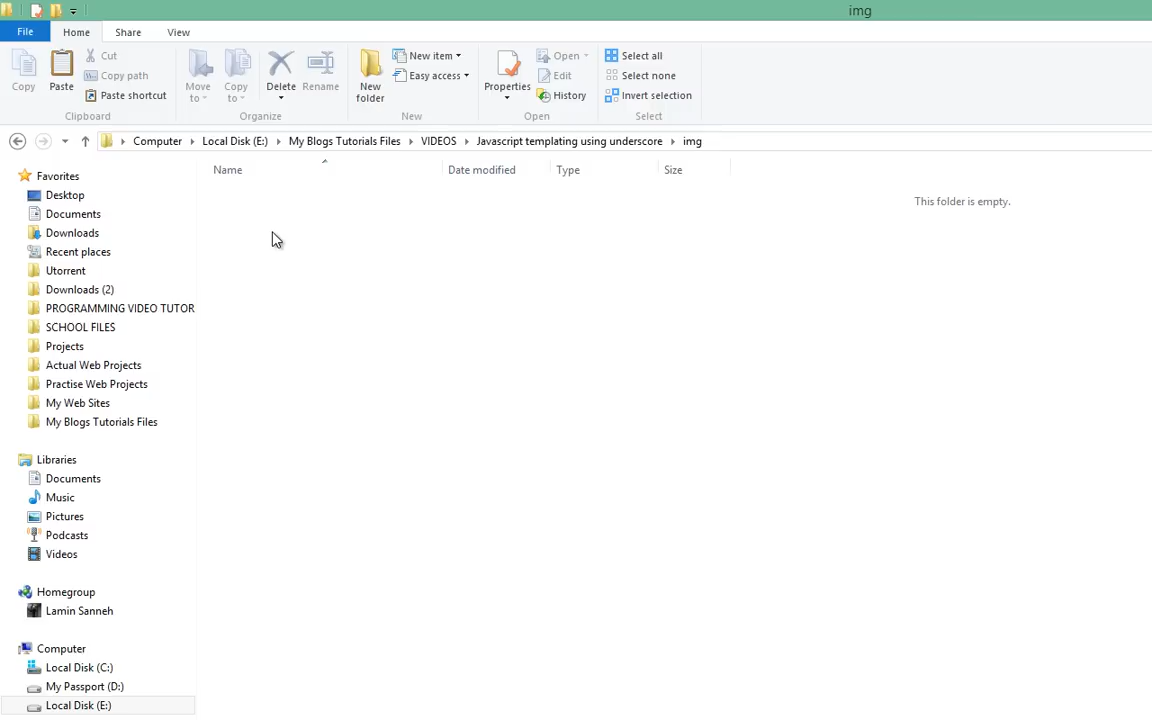 img
File Home Share View
Copy Paste Cut Copy path Paste shortcut Clipboard
Move to Copy to Delete Rename Organize
New folder New item Easy access New
Properties Open Edit History Open
Select all Select none Invert selection Select
Computer Local Disk (E:) My Blogs Tutorials Files VIDEOS Javascript templating using underscore img
Name Date modified Type Size
This folder is empty.
Favorites
Desktop
Documents
Downloads
Recent places
Utorrent
Downloads (2)
PROGRAMMING VIDEO TUTOR
SCHOOL FILES
Projects
Actual Web Projects
Practise Web Projects
My Web Sites
My Blogs Tutorials Files
Libraries
Documents
Music
Pictures
Podcasts
Videos
Homegroup
Lamin Sanneh
Computer
Local Disk (C:)
My Passport (D:)
Local Disk (E:)